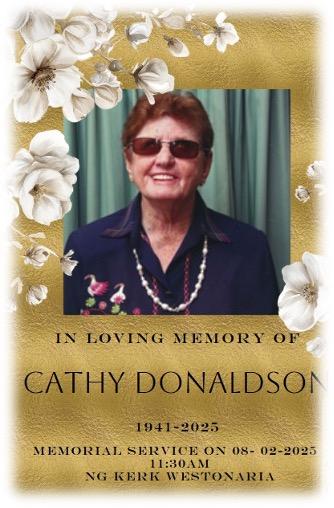 IN LOVING MEMORY OF
CATHY DONALDSON
1941-2025
MEMORIAL SERVICE ON 08- 02-2025
11:30AM
NG KERK WESTONARIA